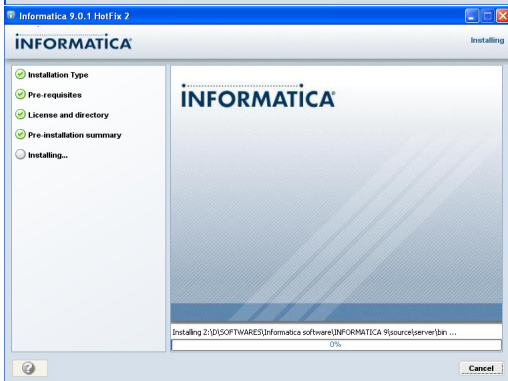 Informatica 9.0.1 HotFix 2
INFORMATICA®
Installing
Installation Type
Pre-requisites
License and directory
Pre-installation summary
Installing...
INFORMATICA®
Installing Z:\D\SOFTWARES\Informatica software\INFORMATICA 9\source\server\bin ...
0%
Cancel